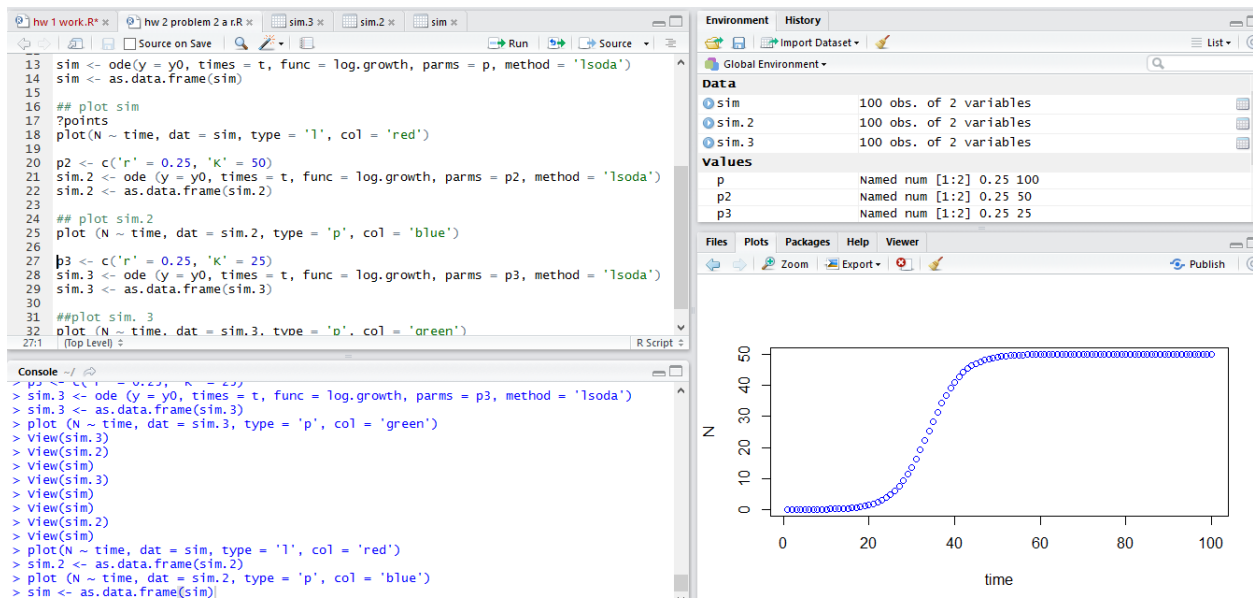 hw 1 work.R* ×
hw 2 problem 2 a r.R ×
sim.3 ×
sim.2 ×
sim ×
Source on Save
Run
Source
13 sim <- ode(y = y0, times = t, func = log.growth, parms = p, method = 'lsoda')
14 sim <- as.data.frame(sim)
15
16 ## plot sim
17 ?points
18 plot(N ~ time, dat = sim, type = 'l', col = 'red')
19
20 p2 <- c('r' = 0.25, 'K' = 50)
21 sim.2 <- ode (y = y0, times = t, func = log.growth, parms = p2, method = 'lsoda')
22 sim.2 <- as.data.frame(sim.2)
23
24 ## plot sim.2
25 plot (N ~ time, dat = sim.2, type = 'p', col = 'blue')
26
27 p3 <- c('r' = 0.25, 'K' = 25)
28 sim.3 <- ode (y = y0, times = t, func = log.growth, parms = p3, method = 'lsoda')
29 sim.3 <- as.data.frame(sim.3)
30
31 ##plot sim. 3
32 plot (N ~ time, dat = sim.3, type = 'p', col = 'green')
27:1 (Top Level) R Script
Console ~/
> p3 <- c('r' = 0.25, 'K' = 25)
> sim.3 <- ode (y = y0, times = t, func = log.growth, parms = p3, method = 'lsoda')
> sim.3 <- as.data.frame(sim.3)
> plot (N ~ time, dat = sim.3, type = 'p', col = 'green')
> View(sim.3)
> View(sim.2)
> View(sim)
> View(sim.3)
> View(sim)
> View(sim)
> View(sim.2)
> View(sim)
> plot(N ~ time, dat = sim, type = 'l', col = 'red')
> sim.2 <- as.data.frame(sim.2)
> plot (N ~ time, dat = sim.2, type = 'p', col = 'blue')
> sim <- as.data.frame(sim)
Environment History
Import Dataset
List
Global Environment
Data
sim 100 obs. of 2 variables
sim.2 100 obs. of 2 variables
sim.3 100 obs. of 2 variables
Values
p Named num [1:2] 0.25 100
p2 Named num [1:2] 0.25 50
p3 Named num [1:2] 0.25 25
Files Plots Packages Help Viewer
Zoom Export Publish
50
40
30
20
10
0
N
0 20 40 60 80 100
time